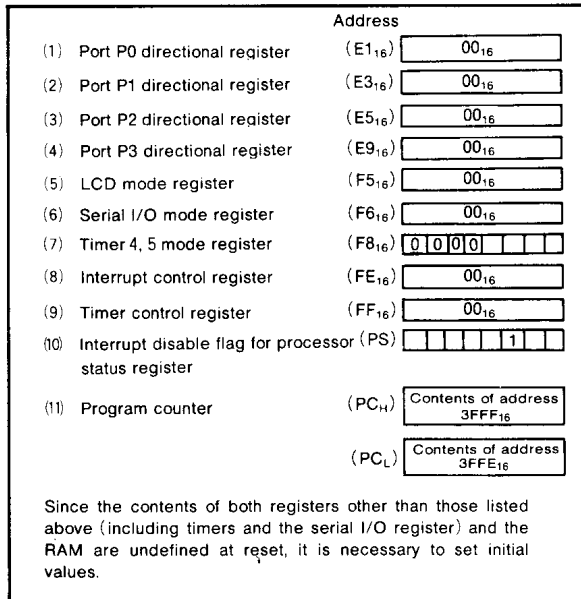 Address
(1) Port P0 directional register (E1₁₆) 00₁₆
(2) Port P1 directional register (E3₁₆) 00₁₆
(3) Port P2 directional register (E5₁₆) 00₁₆
(4) Port P3 directional register (E9₁₆) 00₁₆
(5) LCD mode register (F5₁₆) 00₁₆
(6) Serial I/O mode register (F6₁₆) 00₁₆
(7) Timer 4, 5 mode register (F8₁₆) 0 0 0 0
(8) Interrupt control register (FE₁₆) 00₁₆
(9) Timer control register (FF₁₆) 00₁₆
(10) Interrupt disable flag for processor (PS) 1
status register
(11) Program counter (PC_H) Contents of address
3FFF₁₆
(PC_L) Contents of address
3FFE₁₆
Since the contents of both registers other than those listed
above (including timers and the serial I/O register) and the
RAM are undefined at reset, it is necessary to set initial
values.